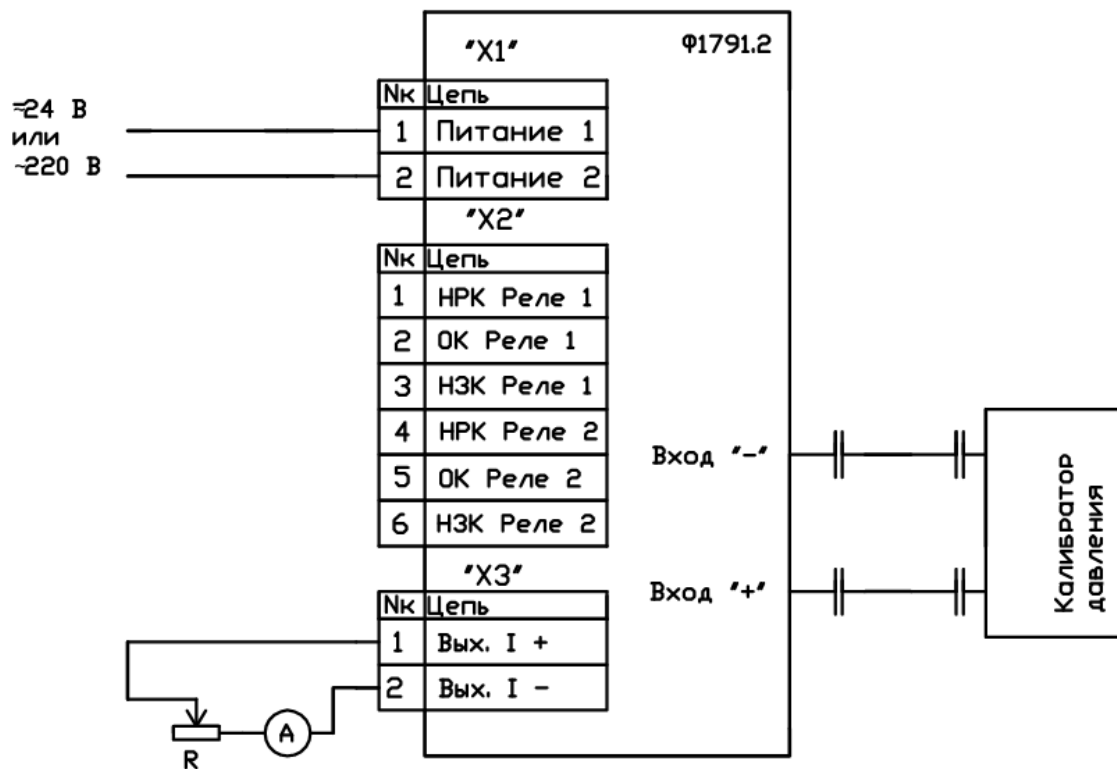 "X1"
Ф1791.2
≂24 В
или
~220 В
Nк Цепь
1 Питание 1
2 Питание 2
"X2"
Nк Цепь
1 НРК Реле 1
2 ОК Реле 1
3 НЗК Реле 1
4 НРК Реле 2
5 ОК Реле 2
6 НЗК Реле 2
Вход "-"
Вход "+"
Калибратор
давления
"X3"
Nк Цепь
1 Вых. I +
2 Вых. I -
R
A